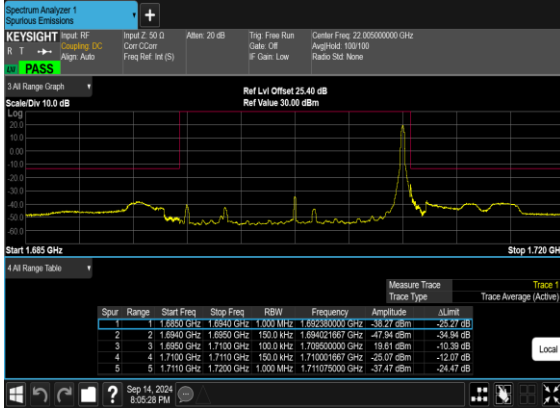 Spectrum Analyzer 1
Spurious Emissions
+
KEYSIGHT Input: RF Input Z: 50 Ω Atten: 20 dB Trig: Free Run Center Freq: 22.005000000 GHz
R T Coupling: DC Corr CCorr Gate: Off Avg|Hold: 100/100
Align: Auto Freq Ref: Int (S) IF Gain: Low Radio Std: None
PASS
3 All Range Graph
Ref Lvl Offset 25.40 dB
Scale/Div 10.0 dB Ref Value 30.00 dBm
Log
20.0
10.0
0.00
-10.0
-20.0
-30.0
-40.0
-50.0
-60.0
Start 1.685 GHz Stop 1.720 GHz
4 All Range Table
Measure Trace Trace 1
Trace Type Trace Average (Active)
Spur Range Start Freq Stop Freq RBW Frequency Amplitude ΔLimit
1 1 1.6850 GHz 1.6940 GHz 1.000 MHz 1.692380000 GHz -38.27 dBm -25.27 dB
2 2 1.6940 GHz 1.6950 GHz 150.0 kHz 1.694021667 GHz -47.94 dBm -34.94 dB
3 3 1.6950 GHz 1.7100 GHz 100.0 kHz 1.709500000 GHz 19.61 dBm -10.39 dB
4 4 1.7100 GHz 1.7110 GHz 150.0 kHz 1.710001667 GHz -25.07 dBm -12.07 dB
5 5 1.7110 GHz 1.7200 GHz 1.000 MHz 1.711075000 GHz -37.47 dBm -24.47 dB
Local
Sep 14, 2024
8:05:28 PM